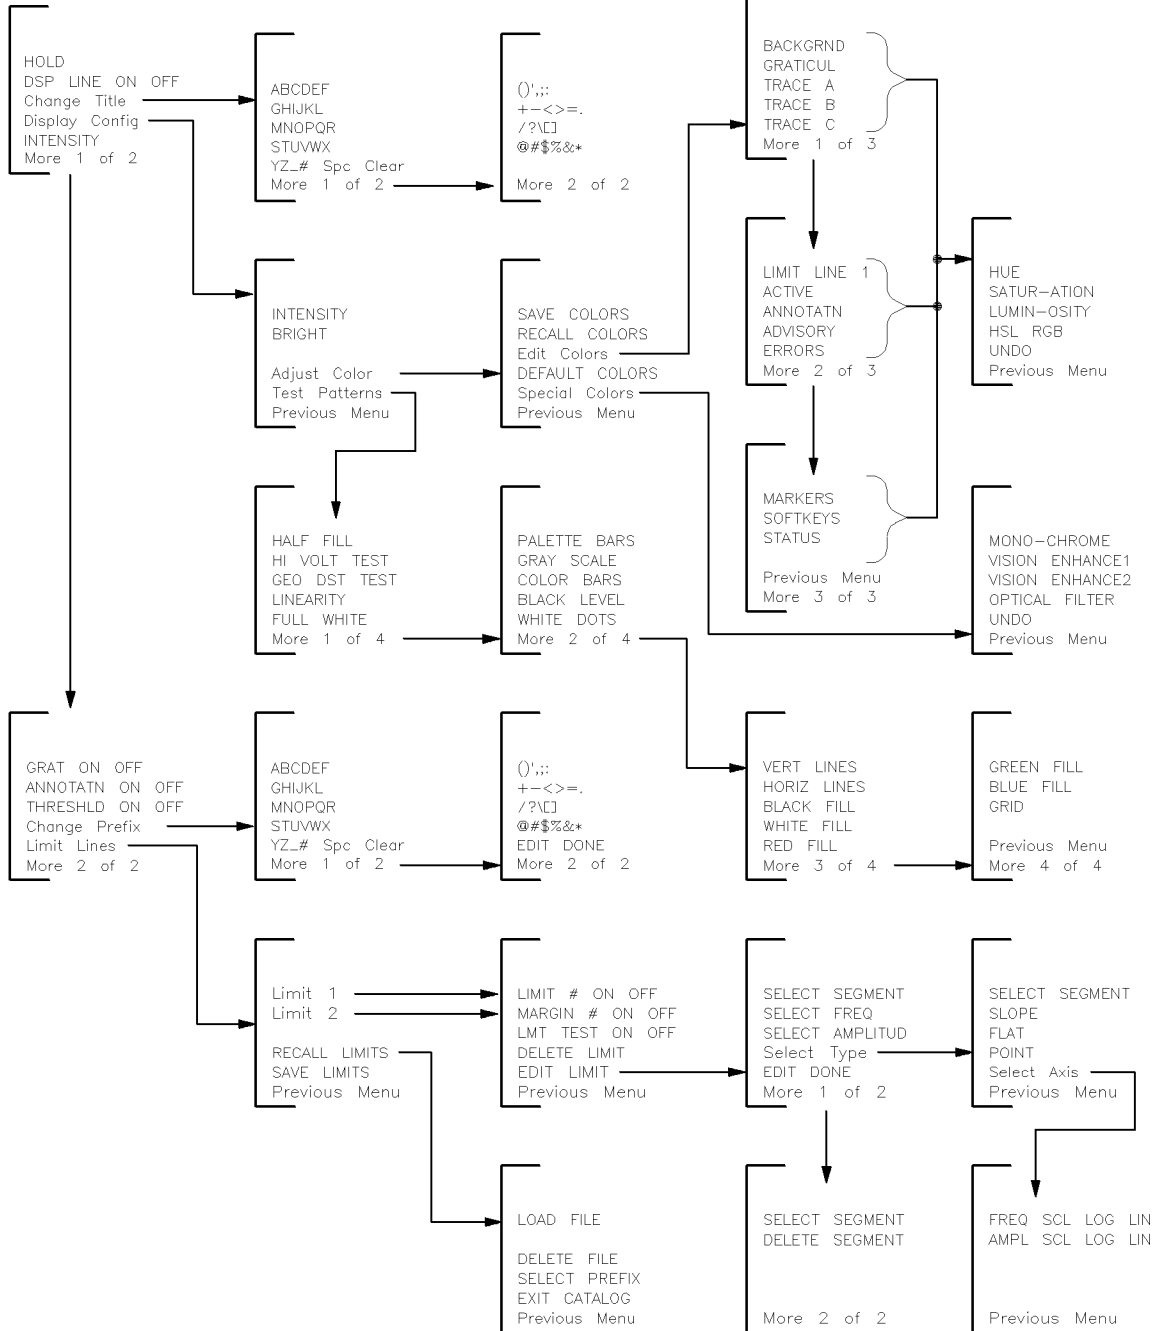 HOLD
DSP LINE ON OFF
Change Title
Display Config
INTENSITY
More 1 of 2
ABCDEF
GHIJKL
MNOPQR
STUVWX
YZ_# Spc Clear
More 1 of 2
()',;:
+-<>=.
/?\[]
@#$%&*
More 2 of 2
BACKGRND
GRATICUL
TRACE A
TRACE B
TRACE C
More 1 of 3
INTENSITY
BRIGHT
Adjust Color
Test Patterns
Previous Menu
SAVE COLORS
RECALL COLORS
Edit Colors
DEFAULT COLORS
Special Colors
Previous Menu
LIMIT LINE 1
ACTIVE
ANNOTATN
ADVISORY
ERRORS
More 2 of 3
HUE
SATUR-ATION
LUMIN-OSITY
HSL RGB
UNDO
Previous Menu
HALF FILL
HI VOLT TEST
GEO DST TEST
LINEARITY
FULL WHITE
More 1 of 4
PALETTE BARS
GRAY SCALE
COLOR BARS
BLACK LEVEL
WHITE DOTS
More 2 of 4
MARKERS
SOFTKEYS
STATUS
Previous Menu
More 3 of 3
MONO-CHROME
VISION ENHANCE1
VISION ENHANCE2
OPTICAL FILTER
UNDO
Previous Menu
GRAT ON OFF
ANNOTATN ON OFF
THRESHLD ON OFF
Change Prefix
Limit Lines
More 2 of 2
ABCDEF
GHIJKL
MNOPQR
STUVWX
YZ_# Spc Clear
More 1 of 2
()',;:
+-<>=.
/?\[]
@#$%&*
EDIT DONE
More 2 of 2
VERT LINES
HORIZ LINES
BLACK FILL
WHITE FILL
RED FILL
More 3 of 4
GREEN FILL
BLUE FILL
GRID
Previous Menu
More 4 of 4
Limit 1
Limit 2
RECALL LIMITS
SAVE LIMITS
Previous Menu
LIMIT # ON OFF
MARGIN # ON OFF
LMT TEST ON OFF
DELETE LIMIT
EDIT LIMIT
Previous Menu
SELECT SEGMENT
SELECT FREQ
SELECT AMPLITUD
Select Type
EDIT DONE
More 1 of 2
SELECT SEGMENT
SLOPE
FLAT
POINT
Select Axis
Previous Menu
LOAD FILE
DELETE FILE
SELECT PREFIX
EXIT CATALOG
Previous Menu
SELECT SEGMENT
DELETE SEGMENT
More 2 of 2
FREQ SCL LOG LIN
AMPL SCL LOG LIN
Previous Menu